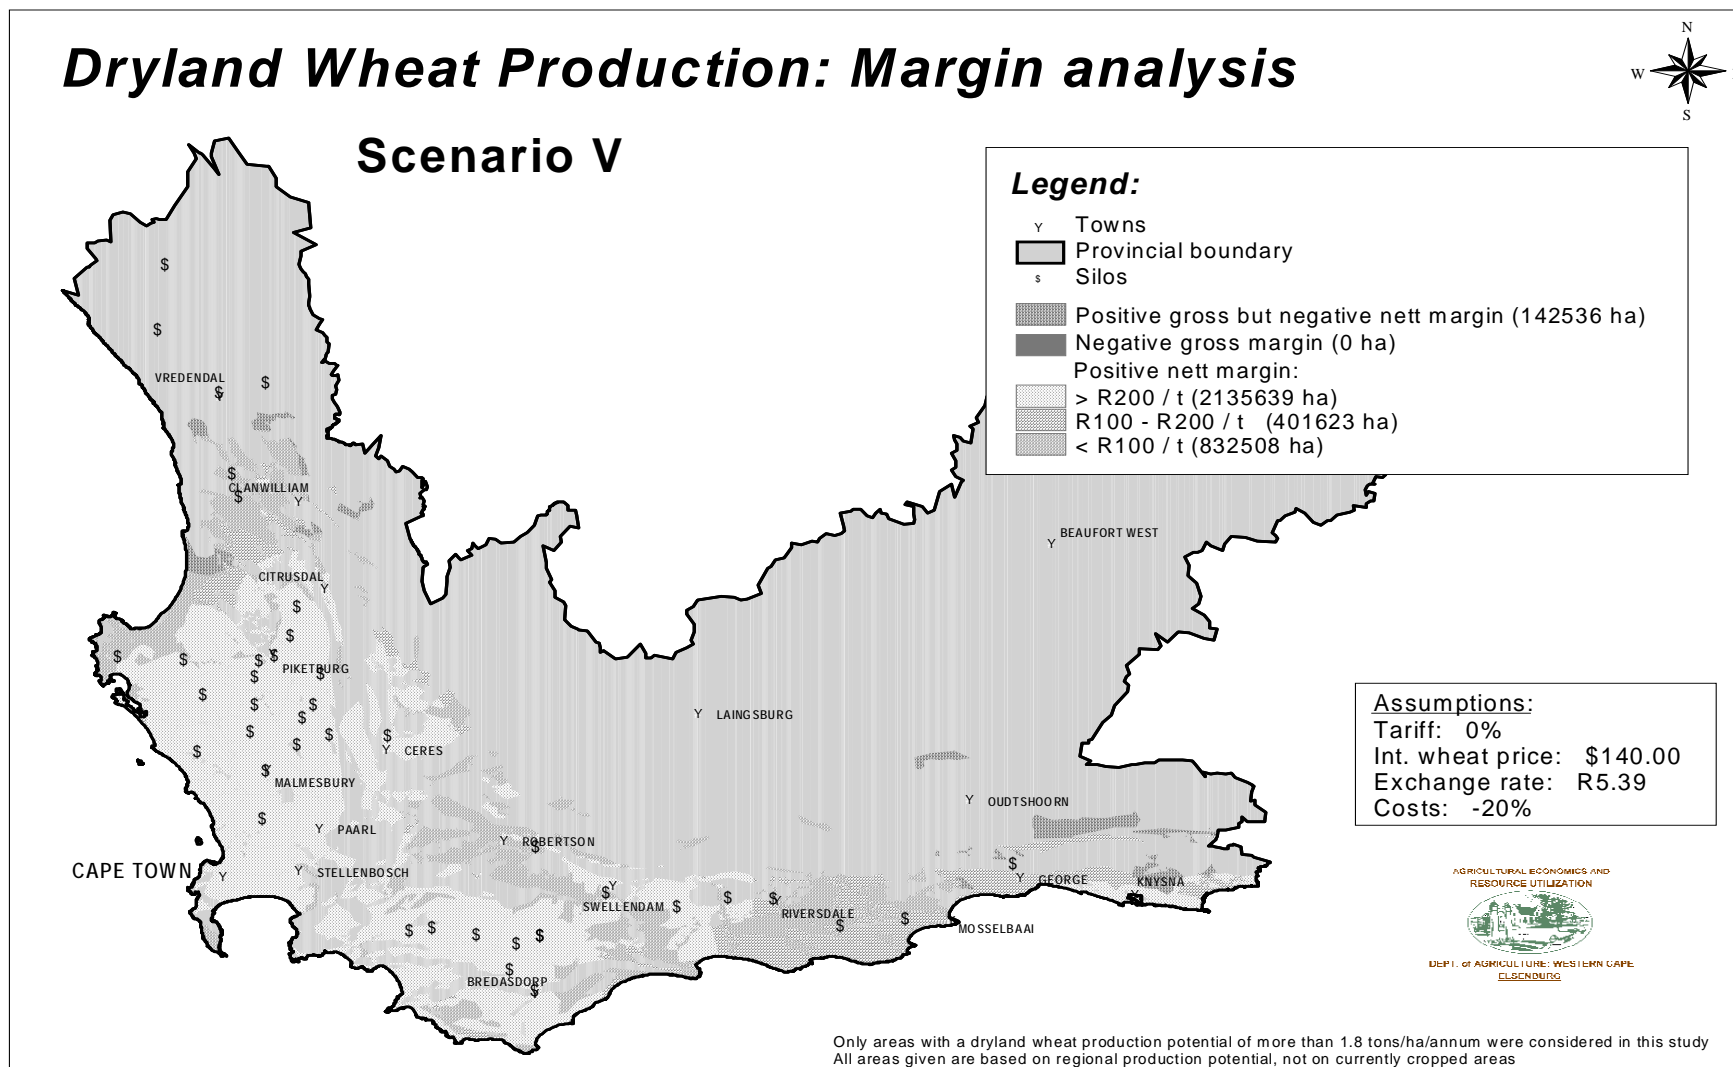 Dryland Wheat Production: Margin analysis
Scenario V
N
W
S
Legend:
Y Towns
Provincial boundary
$ Silos
Positive gross but negative nett margin (142536 ha)
Negative gross margin (0 ha)
Positive nett margin:
> R200 / t (2135639 ha)
R100 - R200 / t (401623 ha)
< R100 / t (832508 ha)
VREDENDAL
CLANWILLIAM
CITRUSDAL
PIKETBURG
CERES
MALMESBURY
PAARL
CAPE TOWN
STELLENBOSCH
ROBERTSON
SWELLENDAM
BREDASDORP
RIVERSDALE
MOSSELBAAI
GEORGE
KNYSNA
OUDTSHOORN
LAINGSBURG
BEAUFORT WEST
Assumptions:
Tariff: 0%
Int. wheat price: $140.00
Exchange rate: R5.39
Costs: -20%
AGRICULTURAL ECONOMICS AND
RESOURCE UTILIZATION
DEPT. of AGRICULTURE: WESTERN CAPE
ELSENBURG
Only areas with a dryland wheat production potential of more than 1.8 tons/ha/annum were considered in this study
All areas given are based on regional production potential, not on currently cropped areas